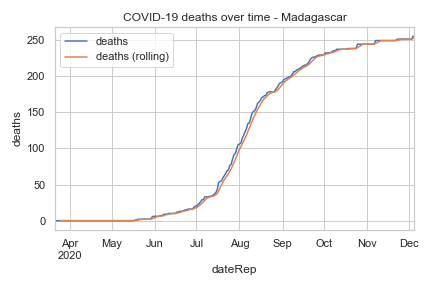 COVID-19 deaths over time - Madagascar
deaths
deaths (rolling)
250
200
150
100
50
0
deaths
Apr May Jun Jul Aug Sep Oct Nov Dec
2020
dateRep